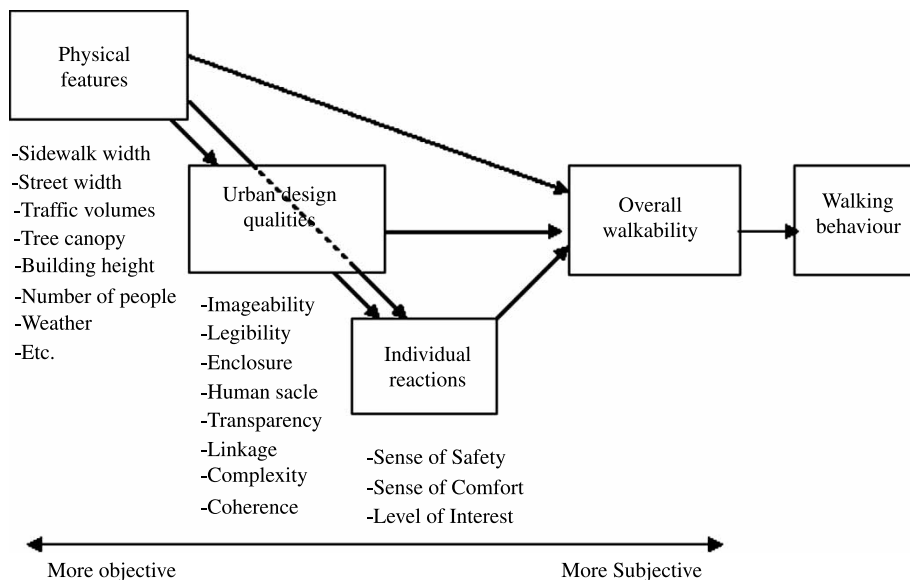 Physical
features
-Sidewalk width
-Street width
-Traffic volumes
-Tree canopy
-Building height
-Number of people
-Weather
-Etc.
Urban design
qualities
-Imageability
-Legibility
-Enclosure
-Human sacle
-Transparency
-Linkage
-Complexity
-Coherence
Individual
reactions
-Sense of Safety
-Sense of Comfort
-Level of Interest
Overall
walkability
Walking
behaviour
More objective
More Subjective